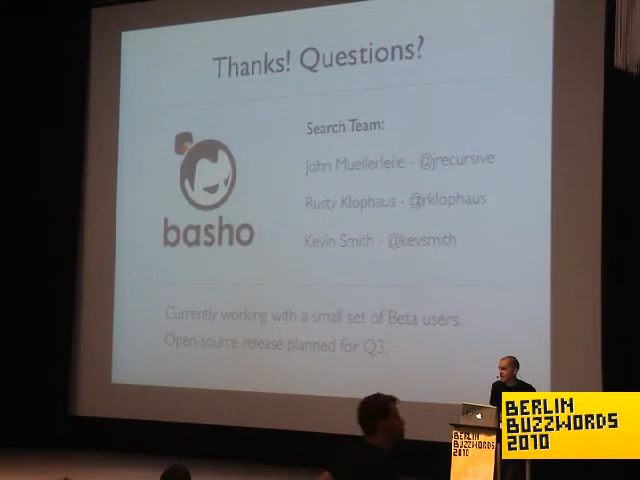 Thanks! Questions?
Search Team:
John Muellerleile - @jrecursive
Rusty Klophaus - @rklophaus
Kevin Smith - @kevsmith
basho
Currently working with a small set of Beta users.
Open-source release planned for Q3.
BERLIN
BUZZWORDS
2010
BERLIN
BUZZWORDS
2010